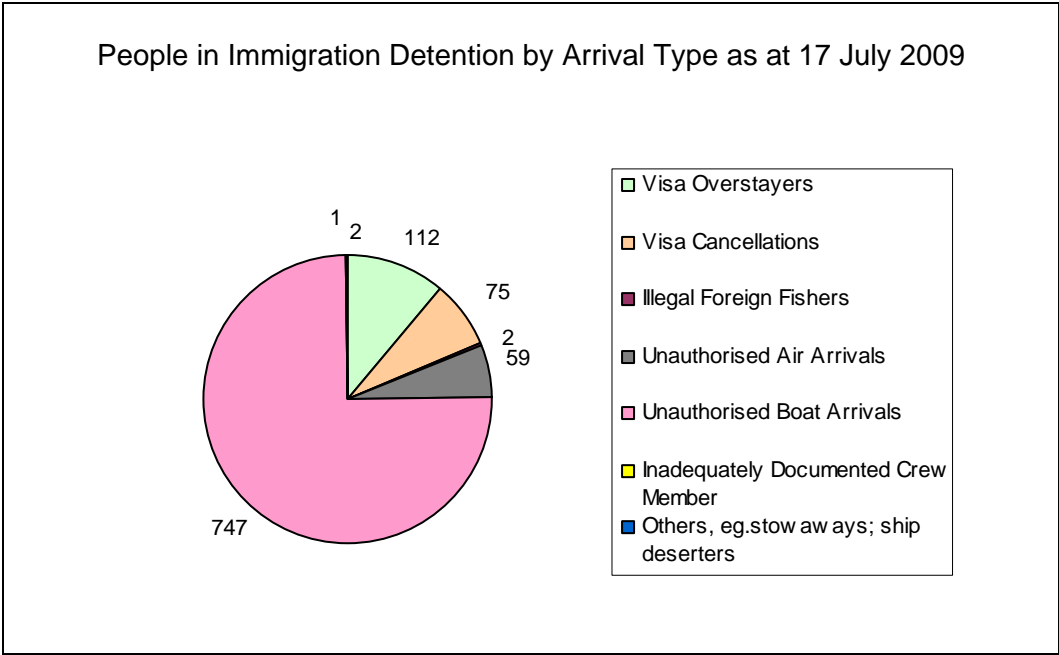 People in Immigration Detention by Arrival Type as at 17 July 2009
1
2
112
75
2
59
747
Visa Overstayers
Visa Cancellations
Illegal Foreign Fishers
Unauthorised Air Arrivals
Unauthorised Boat Arrivals
Inadequately Documented Crew
Member
Others, eg.stow aw ays; ship
deserters